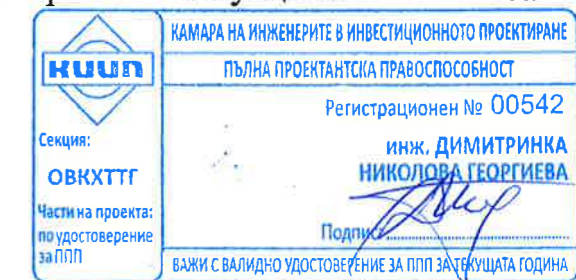 КАМАРА НА ИНЖЕНЕРИТЕ В ИНВЕСТИЦИОННОТО ПРОЕКТИРАНЕ
КИИП
ПЪЛНА ПРОЕКТАНТСКА ПРАВОСПОСОБНОСТ
Регистрационен № 00542
Секция:
ОВКХТТГ
инж. ДИМИТРИНКА
НИКОЛОВА ГЕОРГИЕВА
Части на проекта:
по удостоверение
за ППП
Подпис
ВАЖИ С ВАЛИДНО УДОСТОВЕРЕНИЕ ЗА ППП ЗА ТЕКУЩАТА ГОДИНА